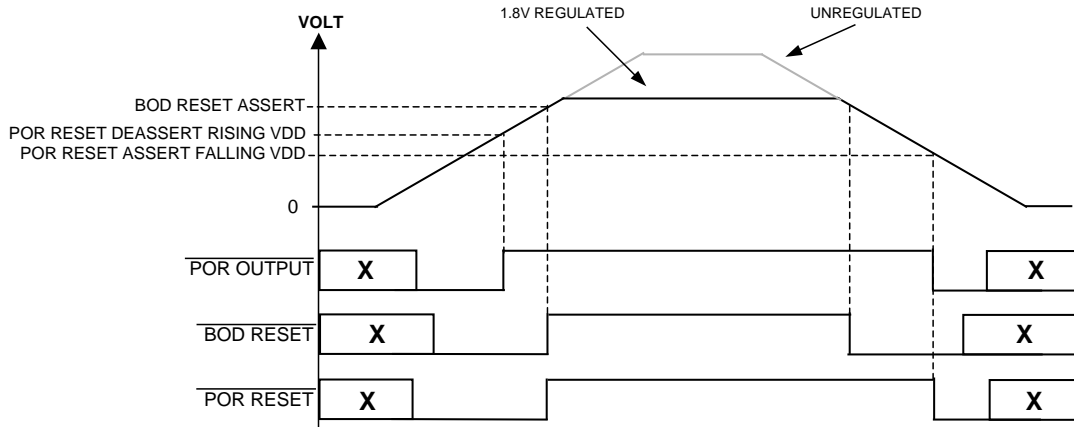 1.8V REGULATED
UNREGULATED
VOLT
BOD RESET ASSERT
POR RESET DEASSERT RISING VDD
POR RESET ASSERT FALLING VDD
0
POR OUTPUT
X
X
BOD RESET
X
X
POR RESET
X
X